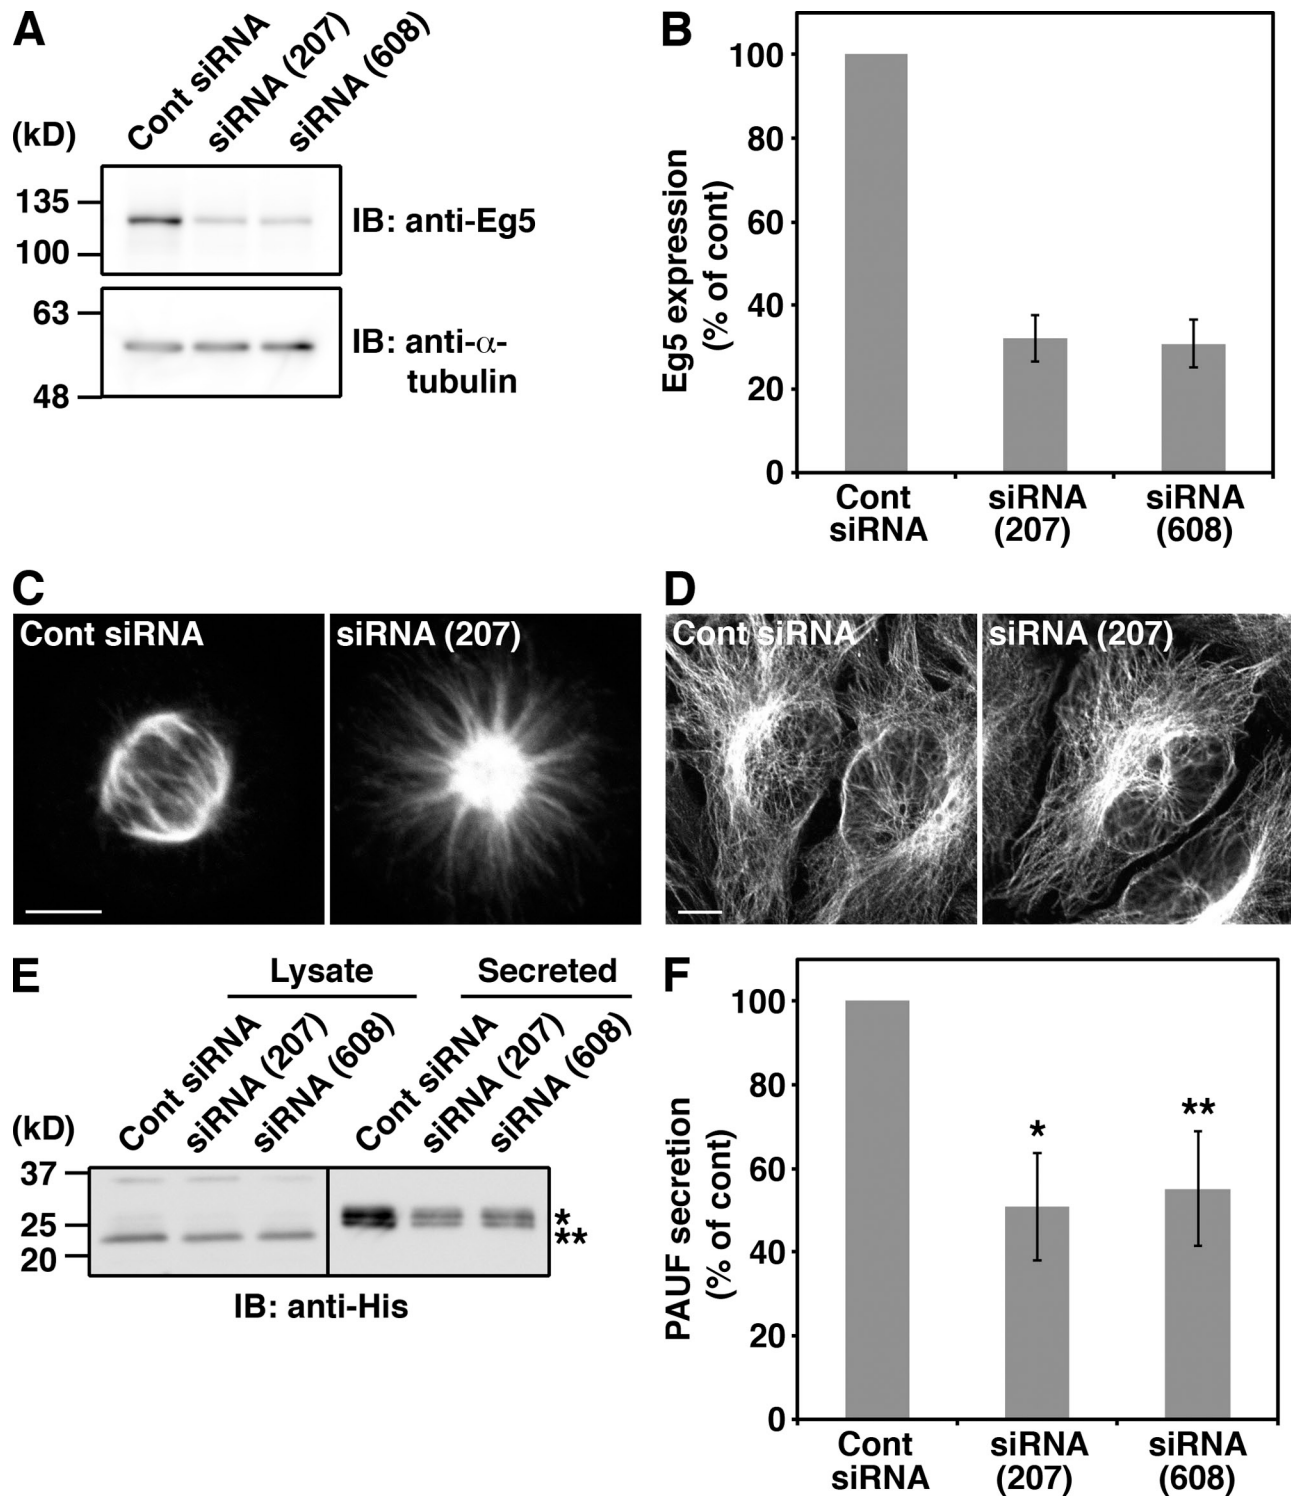 A
Cont siRNA
siRNA (207)
siRNA (608)
(kD)
135
100
IB: anti-Eg5
63
48
IB: anti-α-
tubulin
B
Eg5 expression
(% of cont)
100
80
60
40
20
0
Cont
siRNA
siRNA
(207)
siRNA
(608)
C
Cont siRNA
siRNA (207)
D
Cont siRNA
siRNA (207)
E
Lysate
Secreted
Cont siRNA
siRNA (207)
siRNA (608)
Cont siRNA
siRNA (207)
siRNA (608)
(kD)
37
25
20
*
**
IB: anti-His
F
PAUF secretion
(% of cont)
100
80
60
40
20
0
*
**
Cont
siRNA
siRNA
(207)
siRNA
(608)